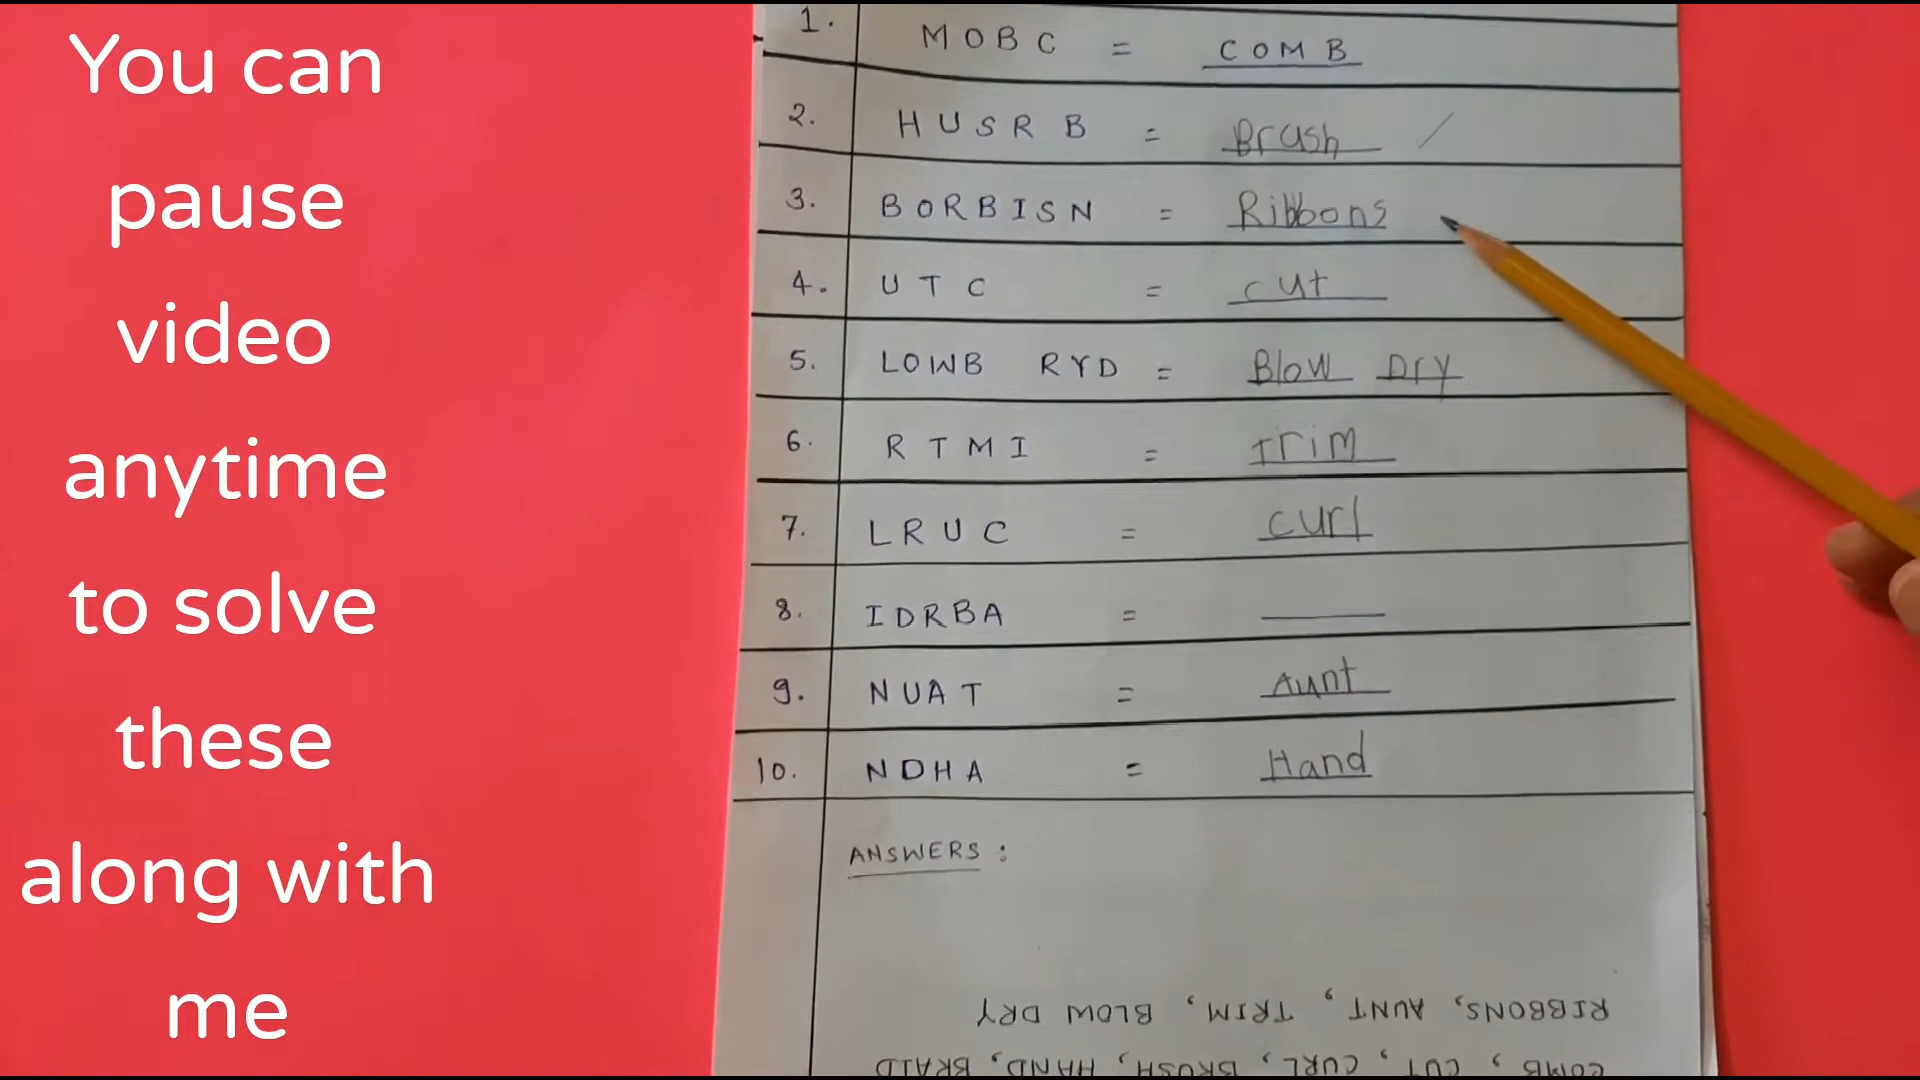 You can
pause
video
anytime
to solve
these
along with
me
1. MOBC = COMB
2. HUSRB = Brush /
3. BORBISN = Ribbons
4. UTC = cut
5. LOWB RYD = Blow Dry
6. RTMI = Trim
7. LRUC = curl
8. IDRBA = ____
9. NUAT = Aunt
10. NDHA = Hand
ANSWERS :
COMB, CUT, CURL, BRUSH, HAND, BRAID
RIBBONS, AUNT, TRIM, BLOW DRY